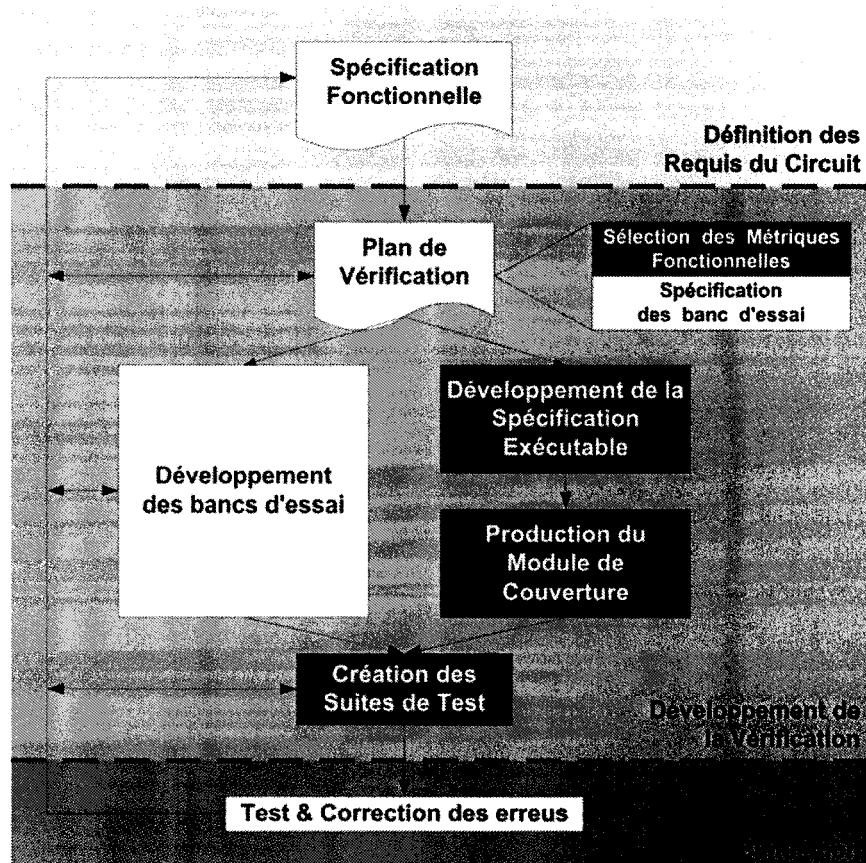 Spécification
Fonctionnelle
Définition des
Requis du Circuit
Plan de
Vérification
Sélection des Métriques
Fonctionnelles
Spécification
des banc d'essai
Développement de la
Spécification
Exécutable
Développement
des bancs d'essai
Production du
Module de
Couverture
Création des
Suites de Test
Développement de
la Vérification
Test & Correction des erreus